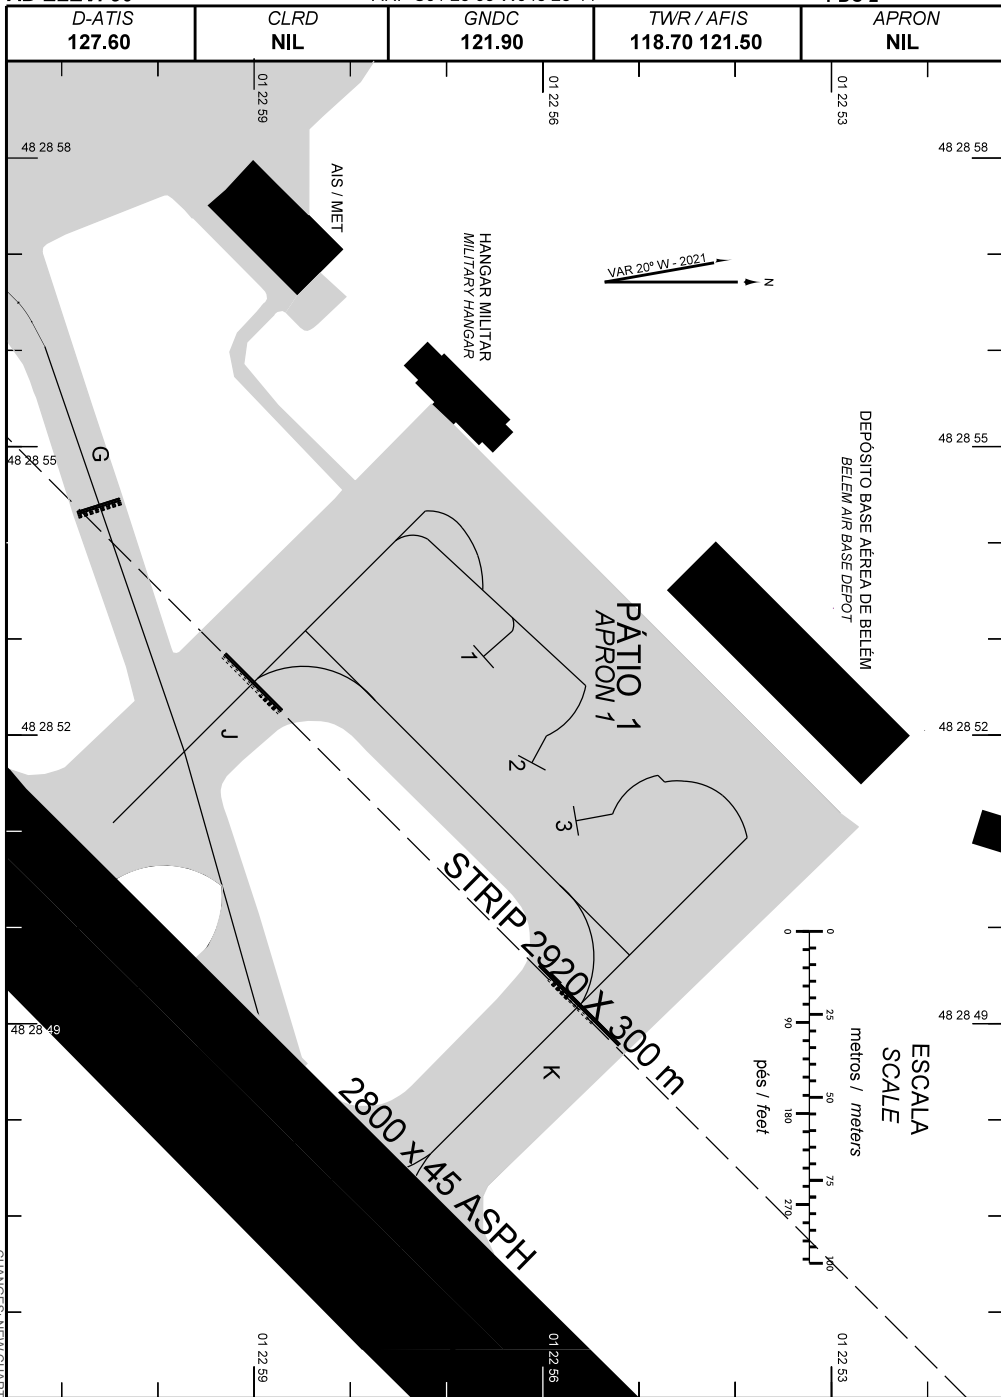 D-ATIS
127.60
CLRD
NIL
GNDC
121.90
TWR / AFIS
118.70 121.50
APRON
NIL
01 22 59
01 22 56
01 22 53
48 28 58
48 28 58
AIS / MET
HANGAR MILITAR
MILITARY HANGAR
VAR 20° W - 2021
N
48 28 55
48 28 55
DEPÓSITO BASE AÉREA DE BELÉM
BELEM AIR BASE DEPOT
G
PÁTIO 1
APRON 1
1
2
3
48 28 52
48 28 52
J
STRIP 2920 X 300 m
K
48 28 49
48 28 49
2800 x 45 ASPH
ESCALA
SCALE
metros / meters
0
25
50
75
100
0
90
180
270
pés / feet
01 22 59
01 22 56
01 22 53